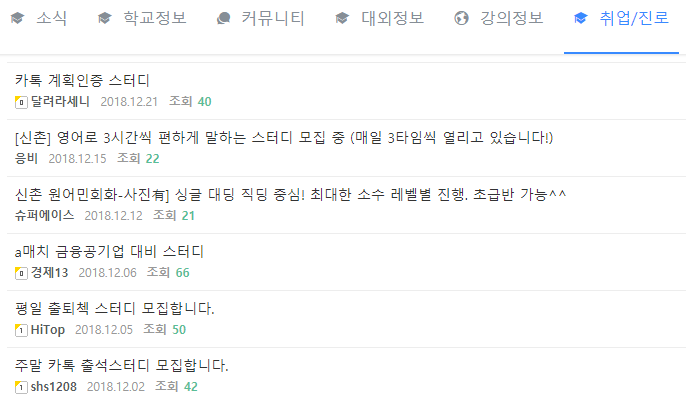 소식 학교정보 커뮤니티 대외정보 강의정보 취업/진로
카톡 계획인증 스터디
0 달려라세니 2018.12.21 조회 40
[신촌] 영어로 3시간씩 편하게 말하는 스터디 모집 중 (매일 3타임씩 열리고 있습니다!)
응비 2018.12.15 조회 22
신촌 원어민회화-사진有] 싱글 대딩 직딩 중심! 최대한 소수 레벨별 진행. 초급반 가능^^
슈퍼에이스 2018.12.12 조회 21
a매치 금융공기업 대비 스터디
0 경제13 2018.12.06 조회 66
평일 출퇴첵 스터디 모집합니다.
1 HiTop 2018.12.05 조회 50
주말 카톡 출석스터디 모집합니다.
1 shs1208 2018.12.02 조회 42